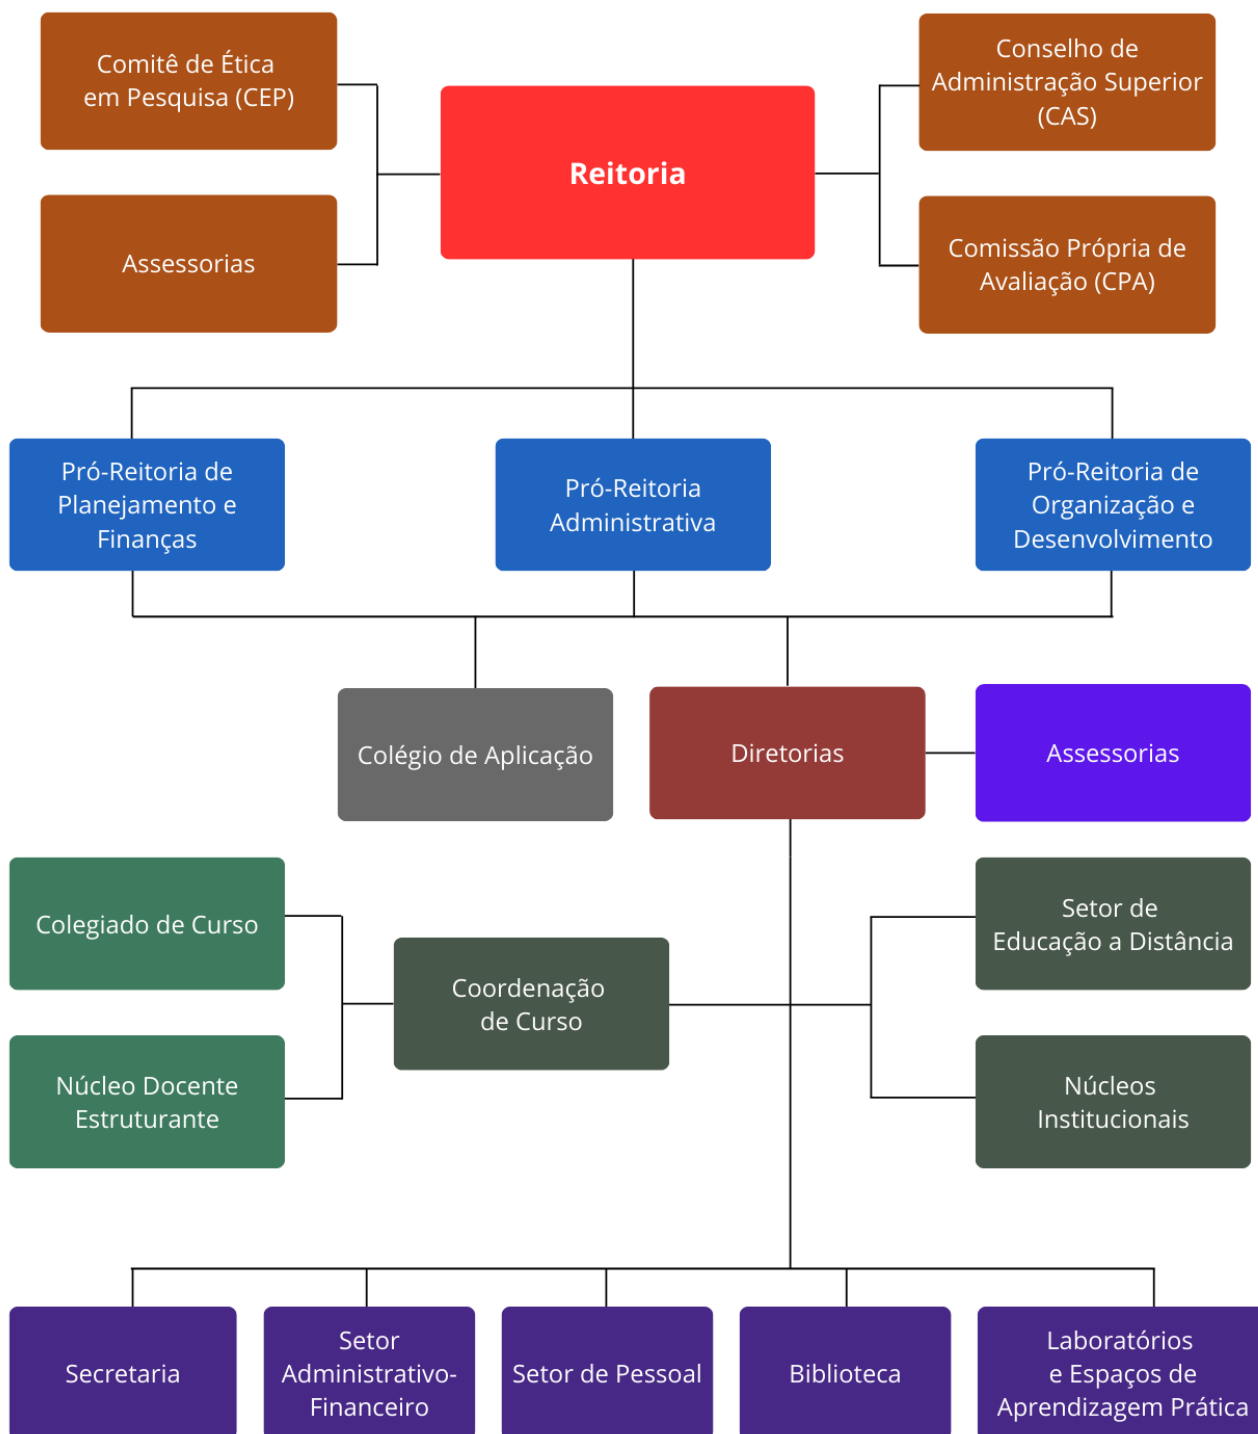 Comitê de Ética
em Pesquisa (CEP)
Conselho de
Administração Superior
(CAS)
Reitoria
Assessorias
Comissão Própria de
Avaliação (CPA)
Pró-Reitoria de
Planejamento e
Finanças
Pró-Reitoria
Administrativa
Pró-Reitoria de
Organização e
Desenvolvimento
Colégio de Aplicação
Diretorias
Assessorias
Colegiado de Curso
Coordenação
de Curso
Setor de
Educação a Distância
Núcleo Docente
Estruturante
Núcleos
Institucionais
Secretaria
Setor
Administrativo-
Financeiro
Setor de Pessoal
Biblioteca
Laboratórios
e Espaços de
Aprendizagem Prática